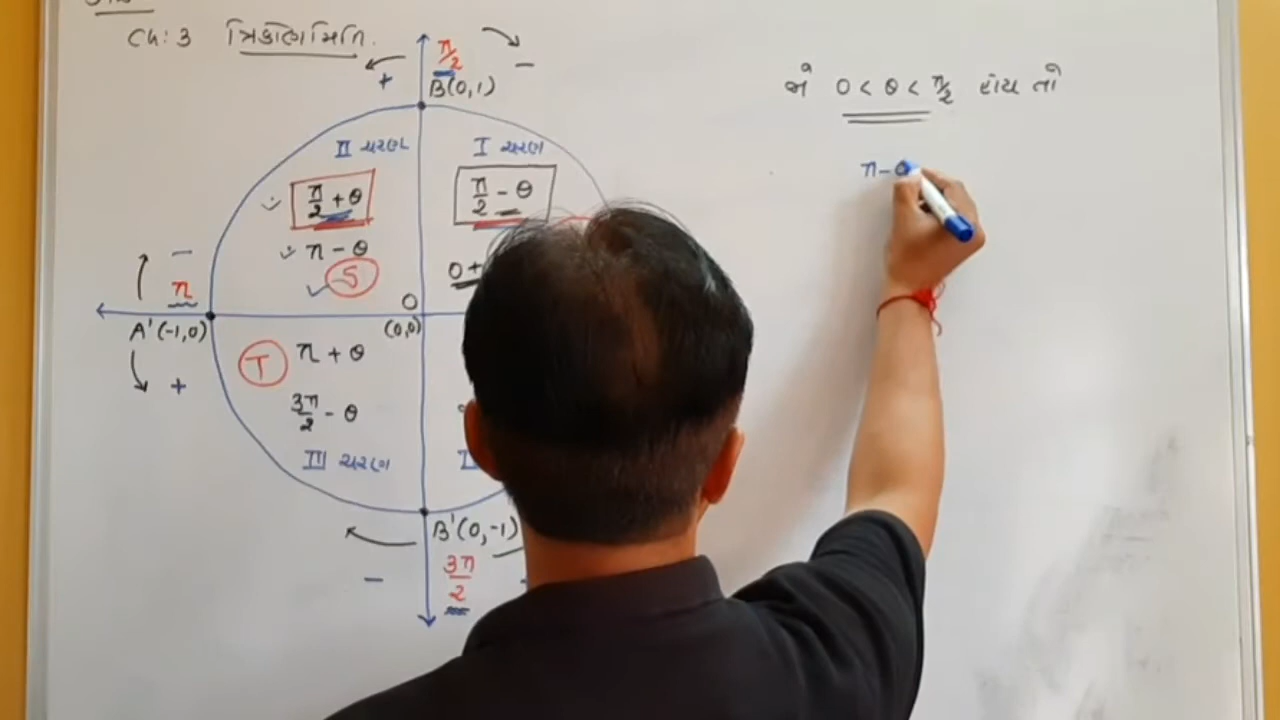 Ch: 3 ત્રિકોણમિતિ.
π/2
+ −
B(0,1)
II ચરણ I ચરણ
π/2 + θ π/2 − θ
π − θ
S 0+
−
π
O
A'(-1,0) (0,0)
+
T π + θ
3π/2 − θ
III ચરણ
B'(0,-1)
−
3π/2
જો 0 < θ < π/2 હોય તો
π−θ